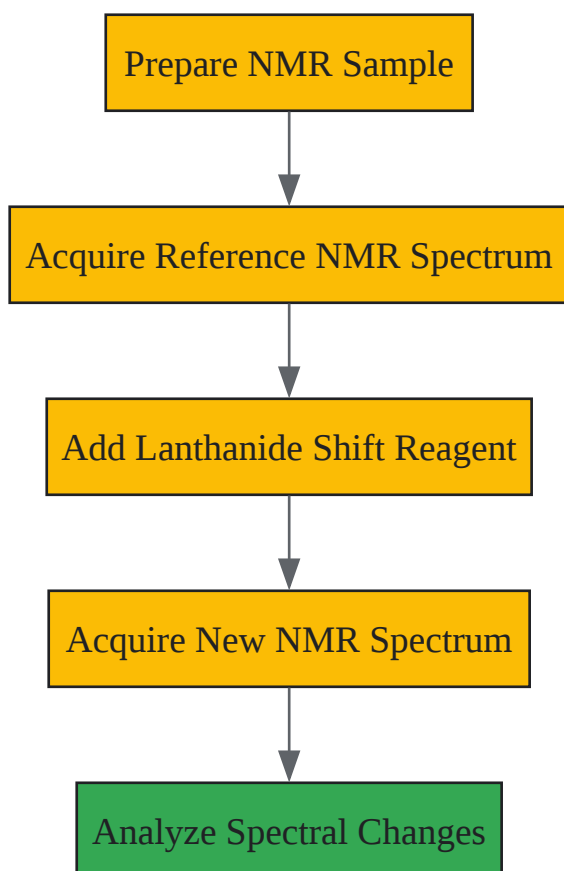 Prepare NMR Sample
Acquire Reference NMR Spectrum
Add Lanthanide Shift Reagent
Acquire New NMR Spectrum
Analyze Spectral Changes